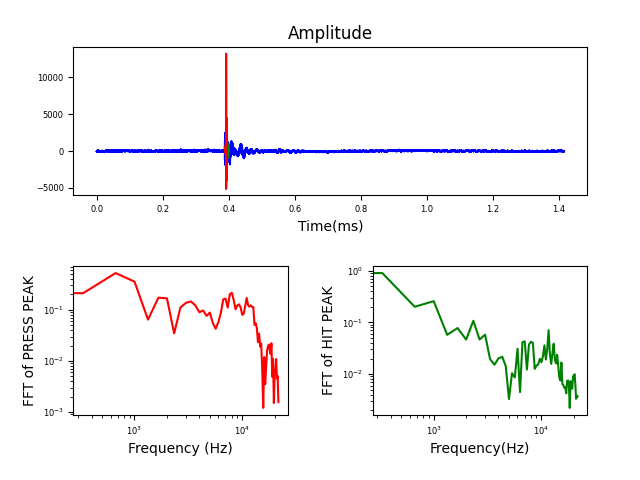 Amplitude
10000
5000
0
−5000
0.0 0.2 0.4 0.6 0.8 1.0 1.2 1.4
Time(ms)
FFT of PRESS PEAK
10⁻¹
10⁻²
10⁻³
10³ 10⁴
Frequency (Hz)
FFT of HIT PEAK
10⁰
10⁻¹
10⁻²
10³ 10⁴
Frequency(Hz)